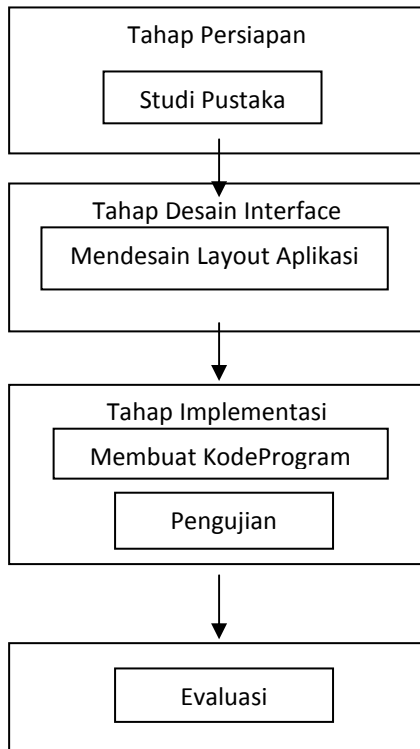 Tahap Persiapan
Studi Pustaka
Tahap Desain Interface
Mendesain Layout Aplikasi
Tahap Implementasi
Membuat KodeProgram
Pengujian
Evaluasi